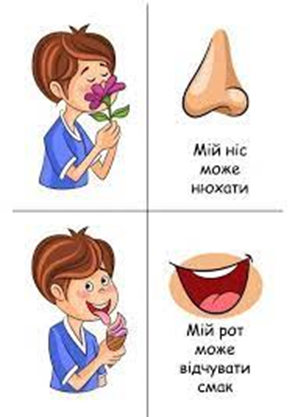 Мій ніс
може
нюхати
Мій рот
може
відчувати
смак